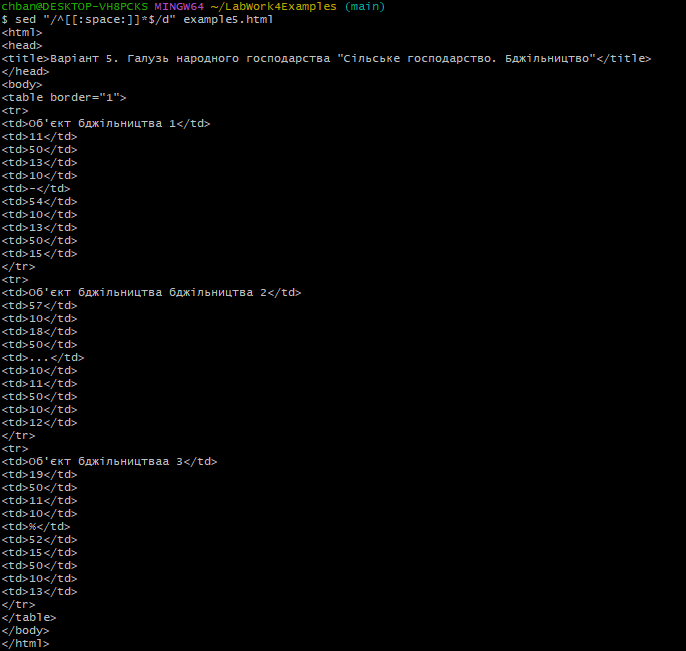 chban@DESKTOP-VH8PCKS MINGW64 ~/LabWork4Examples (main)
$ sed "/^[[:space:]]*$/d" example5.html
<html>
<head>
<title>Варіант 5. Галузь народного господарства "Сільське господарство. Бджільництво"</title>
</head>
<body>
<table border="1">
<tr>
<td>Об'єкт бджільництва 1</td>
<td>11</td>
<td>50</td>
<td>13</td>
<td>10</td>
<td>-</td>
<td>54</td>
<td>10</td>
<td>13</td>
<td>50</td>
<td>15</td>
</tr>
<tr>
<td>Об'єкт бджільництва бджільництва 2</td>
<td>57</td>
<td>10</td>
<td>18</td>
<td>50</td>
<td>...</td>
<td>10</td>
<td>11</td>
<td>50</td>
<td>10</td>
<td>12</td>
</tr>
<tr>
<td>Об'єкт бджільництваа 3</td>
<td>19</td>
<td>50</td>
<td>11</td>
<td>10</td>
<td>%</td>
<td>52</td>
<td>15</td>
<td>50</td>
<td>10</td>
<td>13</td>
</tr>
</table>
</body>
</html>